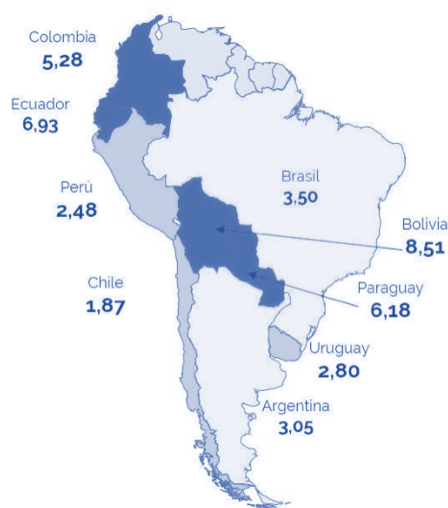 Colombia
5,28
Ecuador
6,93
Perú
2,48
Brasil
3,50
Bolivia
8,51
Chile
1,87
Paraguay
6,18
Uruguay
2,80
Argentina
3,05